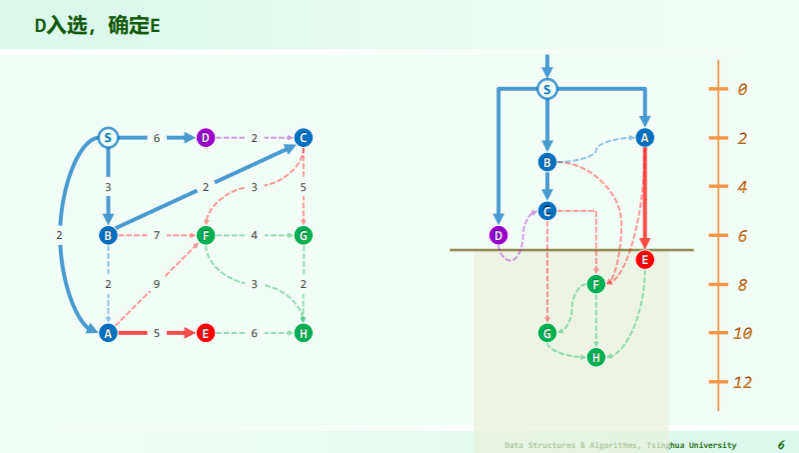 D入选，确定E
S
6
D
2
C
3
2
3
5
2
B
7
F
4
G
2
9
3
2
A
5
E
6
H
S
0
A
2
B
4
C
D
6
E
F
8
G
10
H
12
Data Structures & Algorithms, Tsinghua University
6